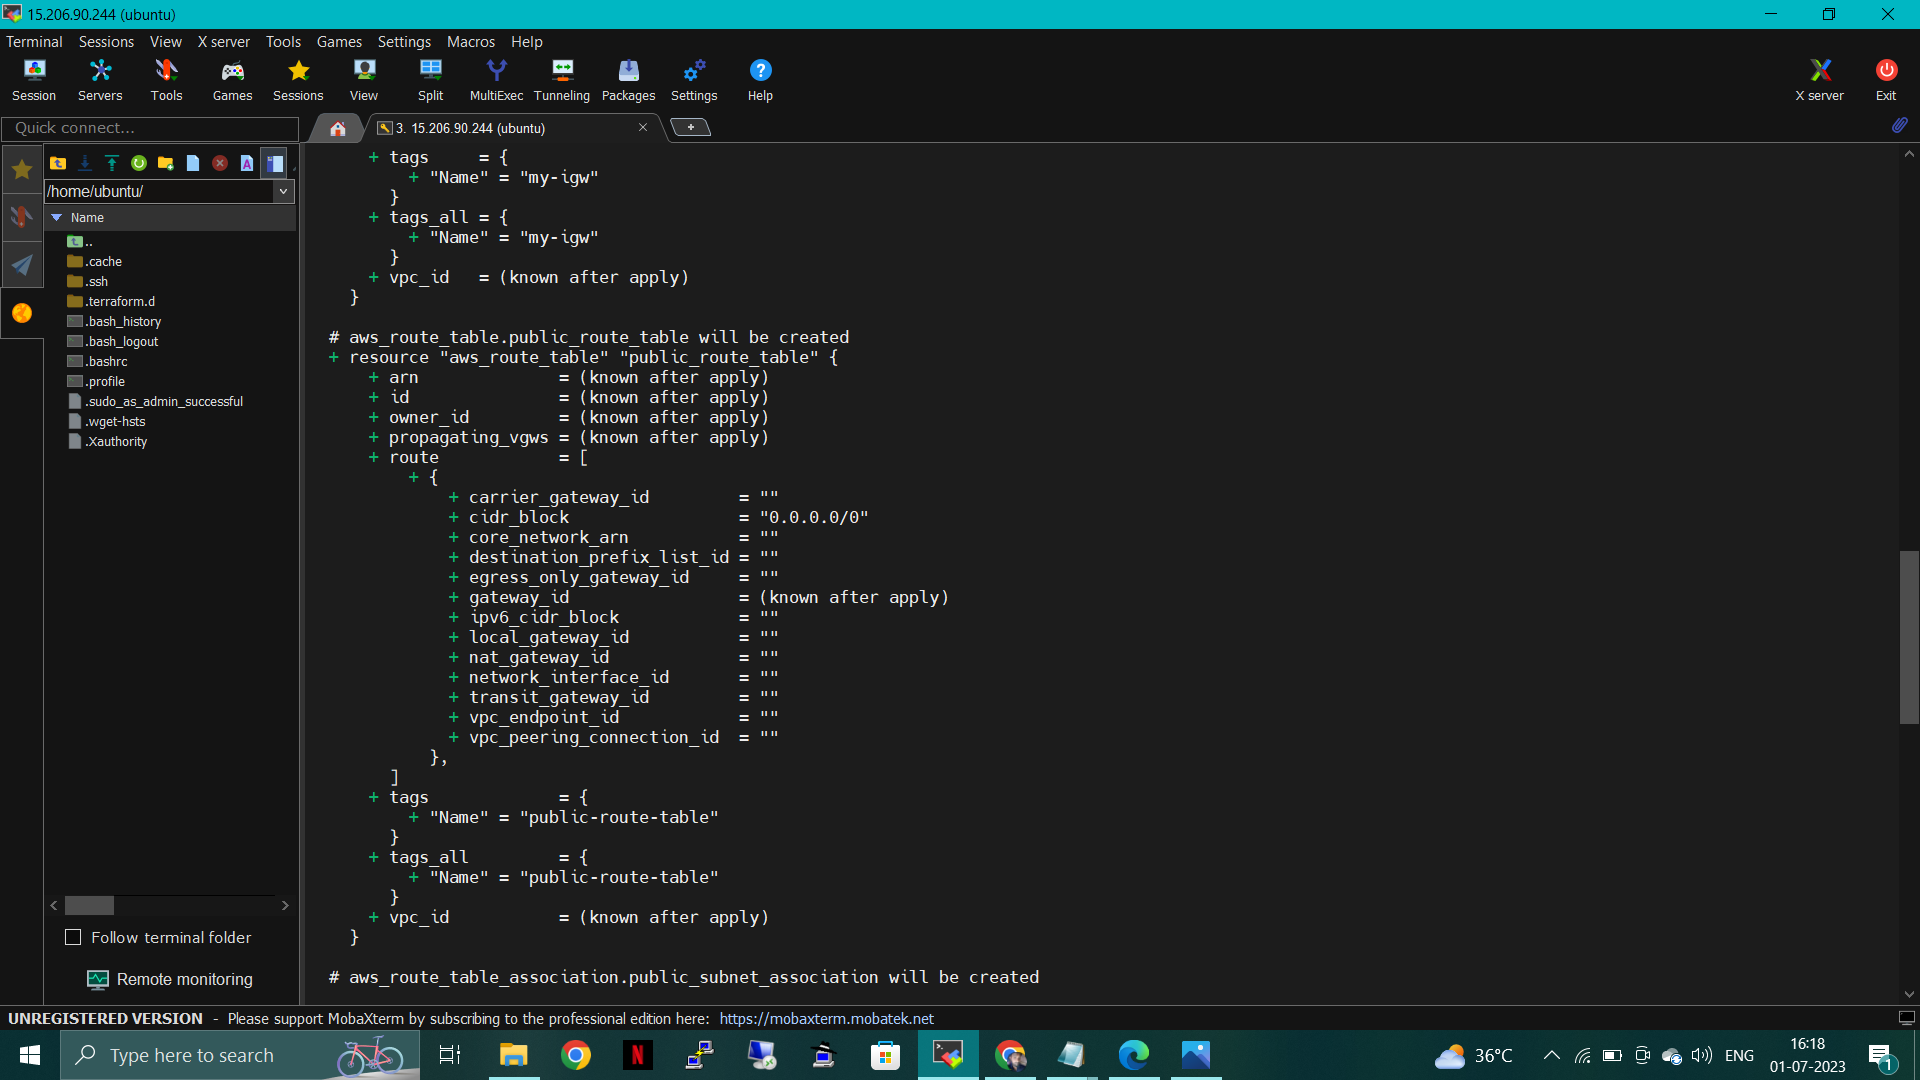 15.206.90.244 (ubuntu)
Terminal Sessions View X server Tools Games Settings Macros Help
Session Servers Tools Games Sessions View Split MultiExec Tunneling Packages Settings Help X server Exit
Quick connect...
3. 15.206.90.244 (ubuntu)
/home/ubuntu/
Name
..
.cache
.ssh
.terraform.d
.bash_history
.bash_logout
.bashrc
.profile
.sudo_as_admin_successful
.wget-hsts
.Xauthority
Follow terminal folder
Remote monitoring
+ tags     = {
+ "Name" = "my-igw"
}
+ tags_all = {
+ "Name" = "my-igw"
}
+ vpc_id   = (known after apply)
}
# aws_route_table.public_route_table will be created
+ resource "aws_route_table" "public_route_table" {
+ arn              = (known after apply)
+ id               = (known after apply)
+ owner_id         = (known after apply)
+ propagating_vgws = (known after apply)
+ route            = [
+ {
+ carrier_gateway_id         = ""
+ cidr_block                 = "0.0.0.0/0"
+ core_network_arn           = ""
+ destination_prefix_list_id = ""
+ egress_only_gateway_id     = ""
+ gateway_id                 = (known after apply)
+ ipv6_cidr_block            = ""
+ local_gateway_id           = ""
+ nat_gateway_id             = ""
+ network_interface_id       = ""
+ transit_gateway_id         = ""
+ vpc_endpoint_id            = ""
+ vpc_peering_connection_id  = ""
},
]
+ tags             = {
+ "Name" = "public-route-table"
}
+ tags_all         = {
+ "Name" = "public-route-table"
}
+ vpc_id           = (known after apply)
}
# aws_route_table_association.public_subnet_association will be created
UNREGISTERED VERSION - Please support MobaXterm by subscribing to the professional edition here: https://mobaxterm.mobatek.net
Type here to search
36°C
ENG
16:18
01-07-2023
1